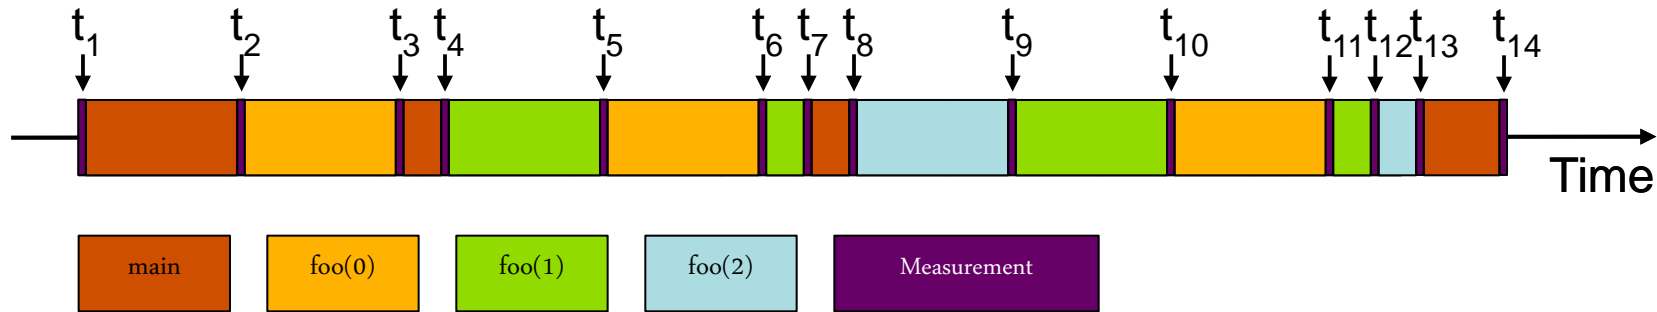 t1 t2 t3 t4 t5 t6 t7 t8 t9 t10 t11 t12 t13 t14
Time
main foo(0) foo(1) foo(2) Measurement